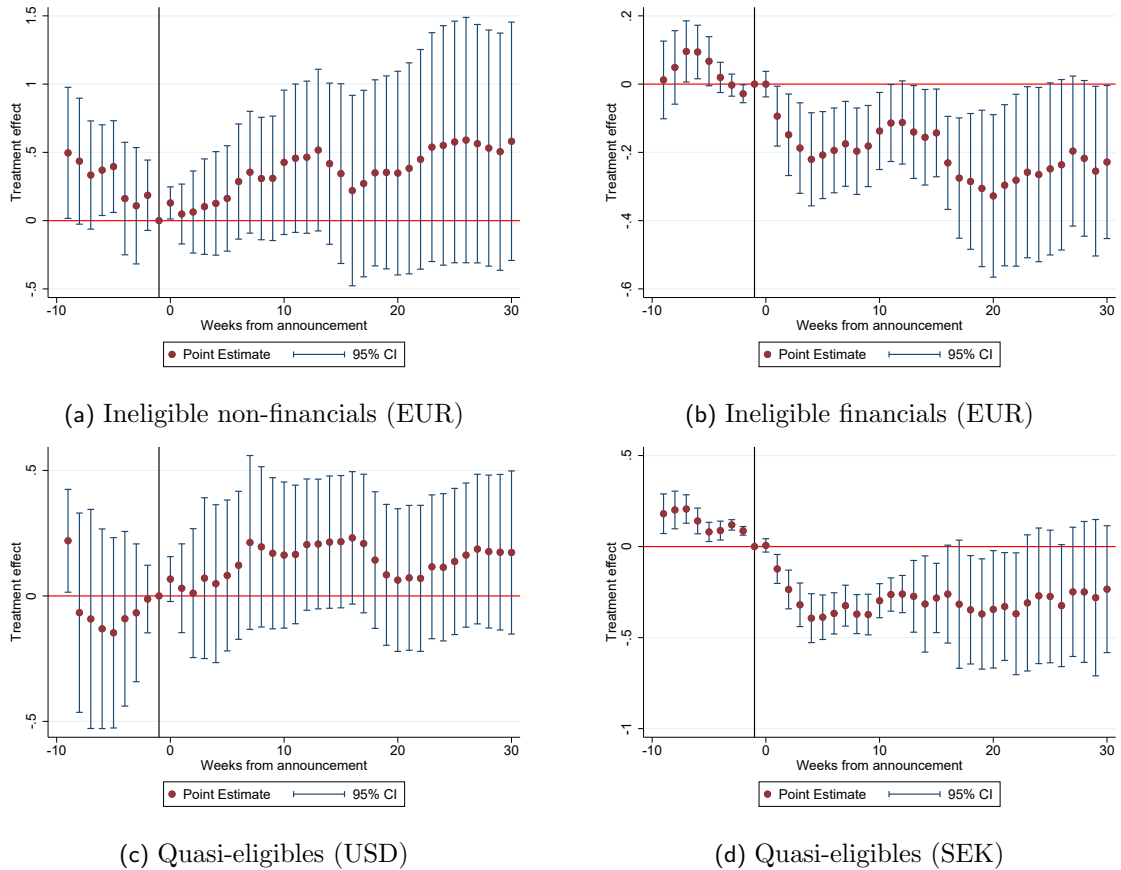 1.5
1
.5
0
-.5
Treatment effect
-10 0 10 20 30
Weeks from announcement
Point Estimate 95% CI
(a) Ineligible non-financials (EUR)
.2
0
-.2
-.4
-.6
Treatment effect
-10 0 10 20 30
Weeks from announcement
Point Estimate 95% CI
(b) Ineligible financials (EUR)
.5
0
-.5
Treatment effect
-10 0 10 20 30
Weeks from announcement
Point Estimate 95% CI
(c) Quasi-eligibles (USD)
.5
0
-.5
-1
Treatment effect
-10 0 10 20 30
Weeks from announcement
Point Estimate 95% CI
(d) Quasi-eligibles (SEK)